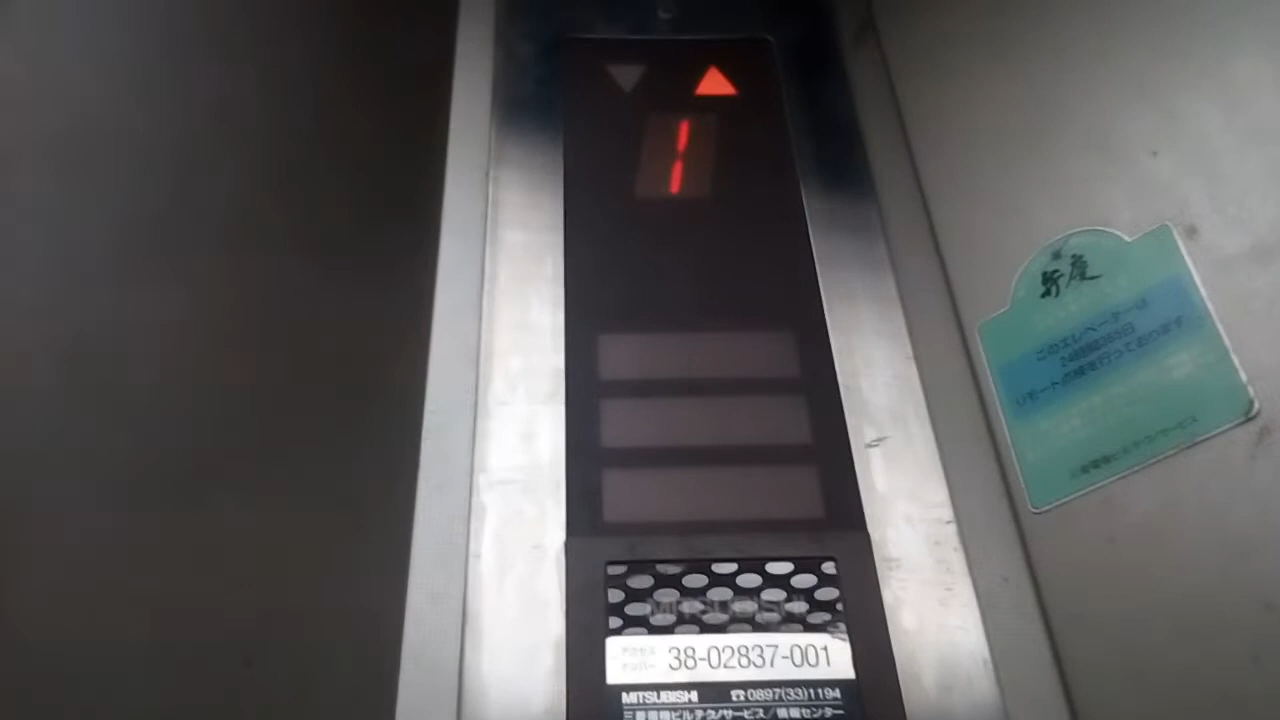 1
このエレベーターは
24時間365日
リモート点検を行っております
三菱電機ビルテクノサービス
MITSUBISHI
アクセス
ナンバー 38-02837-001
MITSUBISHI ☎0897(33)1194
三菱電機ビルテクノサービス/情報センター